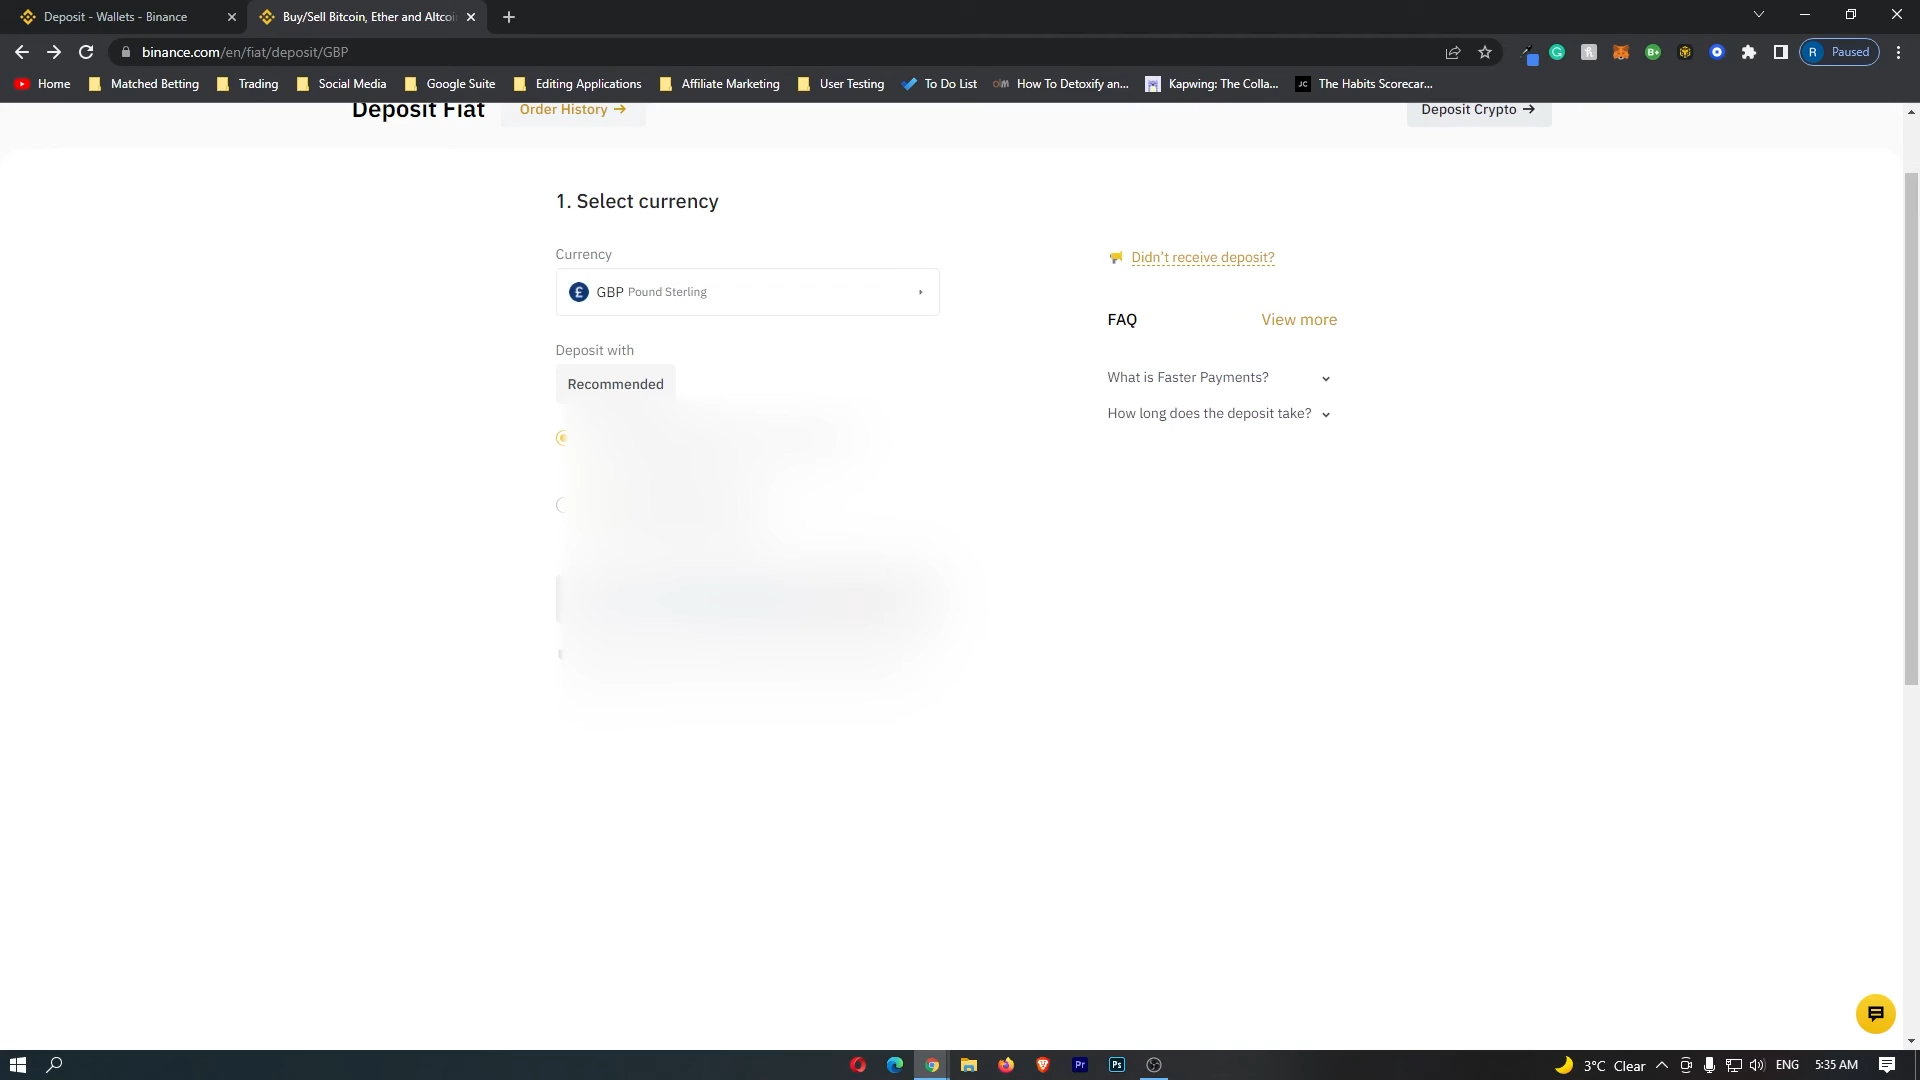 Deposit - Wallets - Binance
Buy/Sell Bitcoin, Ether and Altcoi
binance.com/en/fiat/deposit/GBP
R Paused
Home
Matched Betting
Trading
Social Media
Google Suite
Editing Applications
Affiliate Marketing
User Testing
To Do List
How To Detoxify an...
Kapwing: The Colla...
JC The Habits Scorecar...
Deposit Fiat
Order History →
Deposit Crypto →
1. Select currency
Currency
£ GBP Pound Sterling
Deposit with
Recommended
Didn't receive deposit?
FAQ
View more
What is Faster Payments?
How long does the deposit take?
Pr
Ps
3°C Clear
ENG
5:35 AM